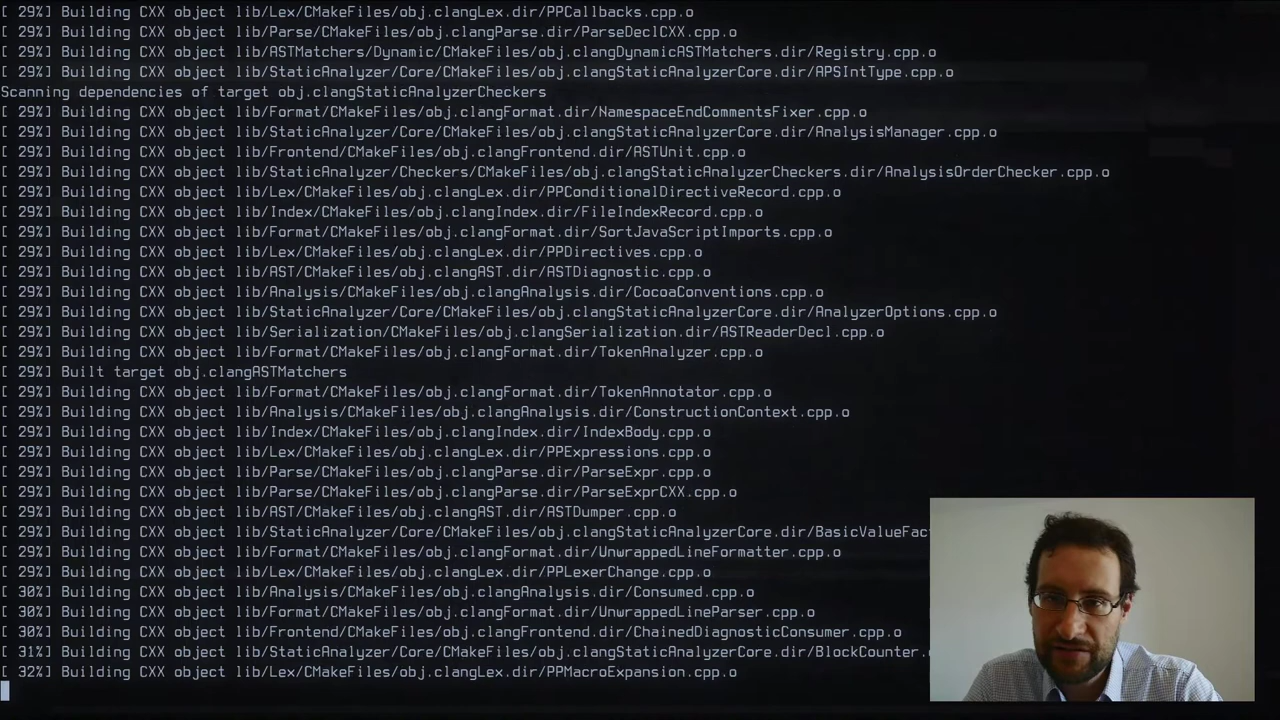 [ 29%] Building CXX object lib/Lex/CMakeFiles/obj.clangLex.dir/PPCallbacks.cpp.o
[ 29%] Building CXX object lib/Parse/CMakeFiles/obj.clangParse.dir/ParseDeclCXX.cpp.o
[ 29%] Building CXX object lib/ASTMatchers/Dynamic/CMakeFiles/obj.clangDynamicASTMatchers.dir/Registry.cpp.o
[ 29%] Building CXX object lib/StaticAnalyzer/Core/CMakeFiles/obj.clangStaticAnalyzerCore.dir/APSIntType.cpp.o
Scanning dependencies of target obj.clangStaticAnalyzerCheckers
[ 29%] Building CXX object lib/Format/CMakeFiles/obj.clangFormat.dir/NamespaceEndCommentsFixer.cpp.o
[ 29%] Building CXX object lib/StaticAnalyzer/Core/CMakeFiles/obj.clangStaticAnalyzerCore.dir/AnalysisManager.cpp.o
[ 29%] Building CXX object lib/Frontend/CMakeFiles/obj.clangFrontend.dir/ASTUnit.cpp.o
[ 29%] Building CXX object lib/StaticAnalyzer/Checkers/CMakeFiles/obj.clangStaticAnalyzerCheckers.dir/AnalysisOrderChecker.cpp.o
[ 29%] Building CXX object lib/Lex/CMakeFiles/obj.clangLex.dir/PPConditionalDirectiveRecord.cpp.o
[ 29%] Building CXX object lib/Index/CMakeFiles/obj.clangIndex.dir/FileIndexRecord.cpp.o
[ 29%] Building CXX object lib/Format/CMakeFiles/obj.clangFormat.dir/SortJavaScriptImports.cpp.o
[ 29%] Building CXX object lib/Lex/CMakeFiles/obj.clangLex.dir/PPDirectives.cpp.o
[ 29%] Building CXX object lib/AST/CMakeFiles/obj.clangAST.dir/ASTDiagnostic.cpp.o
[ 29%] Building CXX object lib/Analysis/CMakeFiles/obj.clangAnalysis.dir/CocoaConventions.cpp.o
[ 29%] Building CXX object lib/StaticAnalyzer/Core/CMakeFiles/obj.clangStaticAnalyzerCore.dir/AnalyzerOptions.cpp.o
[ 29%] Building CXX object lib/Serialization/CMakeFiles/obj.clangSerialization.dir/ASTReaderDecl.cpp.o
[ 29%] Building CXX object lib/Format/CMakeFiles/obj.clangFormat.dir/TokenAnalyzer.cpp.o
[ 29%] Built target obj.clangASTMatchers
[ 29%] Building CXX object lib/Format/CMakeFiles/obj.clangFormat.dir/TokenAnnotator.cpp.o
[ 29%] Building CXX object lib/Analysis/CMakeFiles/obj.clangAnalysis.dir/ConstructionContext.cpp.o
[ 29%] Building CXX object lib/Index/CMakeFiles/obj.clangIndex.dir/IndexBody.cpp.o
[ 29%] Building CXX object lib/Lex/CMakeFiles/obj.clangLex.dir/PPExpressions.cpp.o
[ 29%] Building CXX object lib/Parse/CMakeFiles/obj.clangParse.dir/ParseExpr.cpp.o
[ 29%] Building CXX object lib/Parse/CMakeFiles/obj.clangParse.dir/ParseExprCXX.cpp.o
[ 29%] Building CXX object lib/AST/CMakeFiles/obj.clangAST.dir/ASTDumper.cpp.o
[ 29%] Building CXX object lib/StaticAnalyzer/Core/CMakeFiles/obj.clangStaticAnalyzerCore.dir/BasicValueFac
[ 29%] Building CXX object lib/Format/CMakeFiles/obj.clangFormat.dir/UnwrappedLineFormatter.cpp.o
[ 29%] Building CXX object lib/Lex/CMakeFiles/obj.clangLex.dir/PPLexerChange.cpp.o
[ 30%] Building CXX object lib/Analysis/CMakeFiles/obj.clangAnalysis.dir/Consumed.cpp.o
[ 30%] Building CXX object lib/Format/CMakeFiles/obj.clangFormat.dir/UnwrappedLineParser.cpp.o
[ 30%] Building CXX object lib/Frontend/CMakeFiles/obj.clangFrontend.dir/ChainedDiagnosticConsumer.cpp.o
[ 31%] Building CXX object lib/StaticAnalyzer/Core/CMakeFiles/obj.clangStaticAnalyzerCore.dir/BlockCounter.
[ 32%] Building CXX object lib/Lex/CMakeFiles/obj.clangLex.dir/PPMacroExpansion.cpp.o